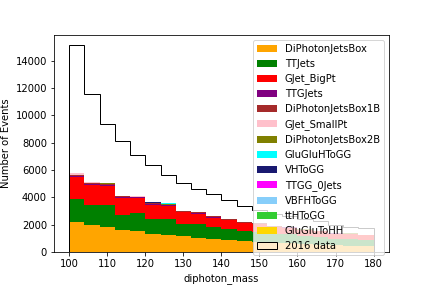 Number of Events
14000
12000
10000
8000
6000
4000
2000
0
100
110
120
130
140
150
160
170
180
diphoton_mass
DiPhotonJetsBox
TTJets
GJet_BigPt
TTGJets
DiPhotonJetsBox1B
GJet_SmallPt
DiPhotonJetsBox2B
GluGluHToGG
VHToGG
TTGG_0Jets
VBFHToGG
ttHToGG
GluGluToHH
2016 data